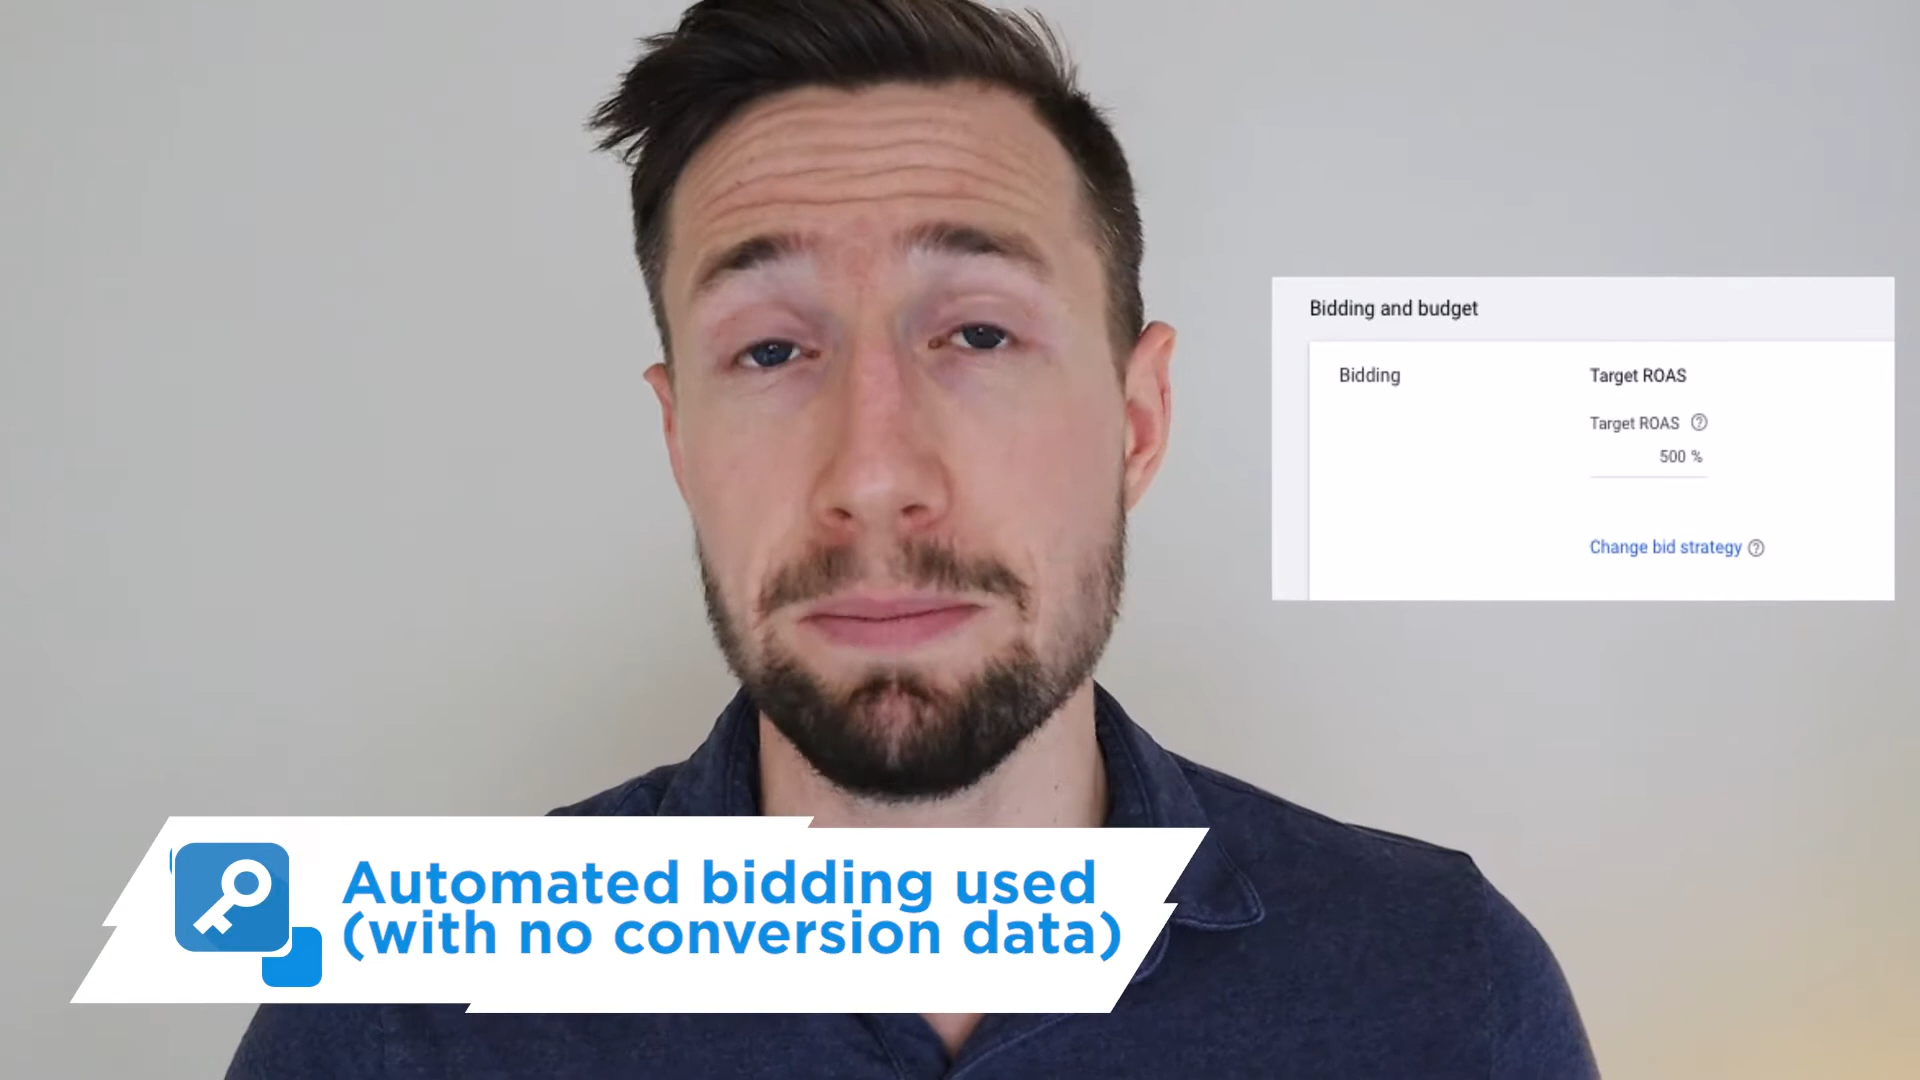 Bidding and budget
Bidding
Target ROAS
Target ROAS
500 %
Change bid strategy
Automated bidding used
(with no conversion data)